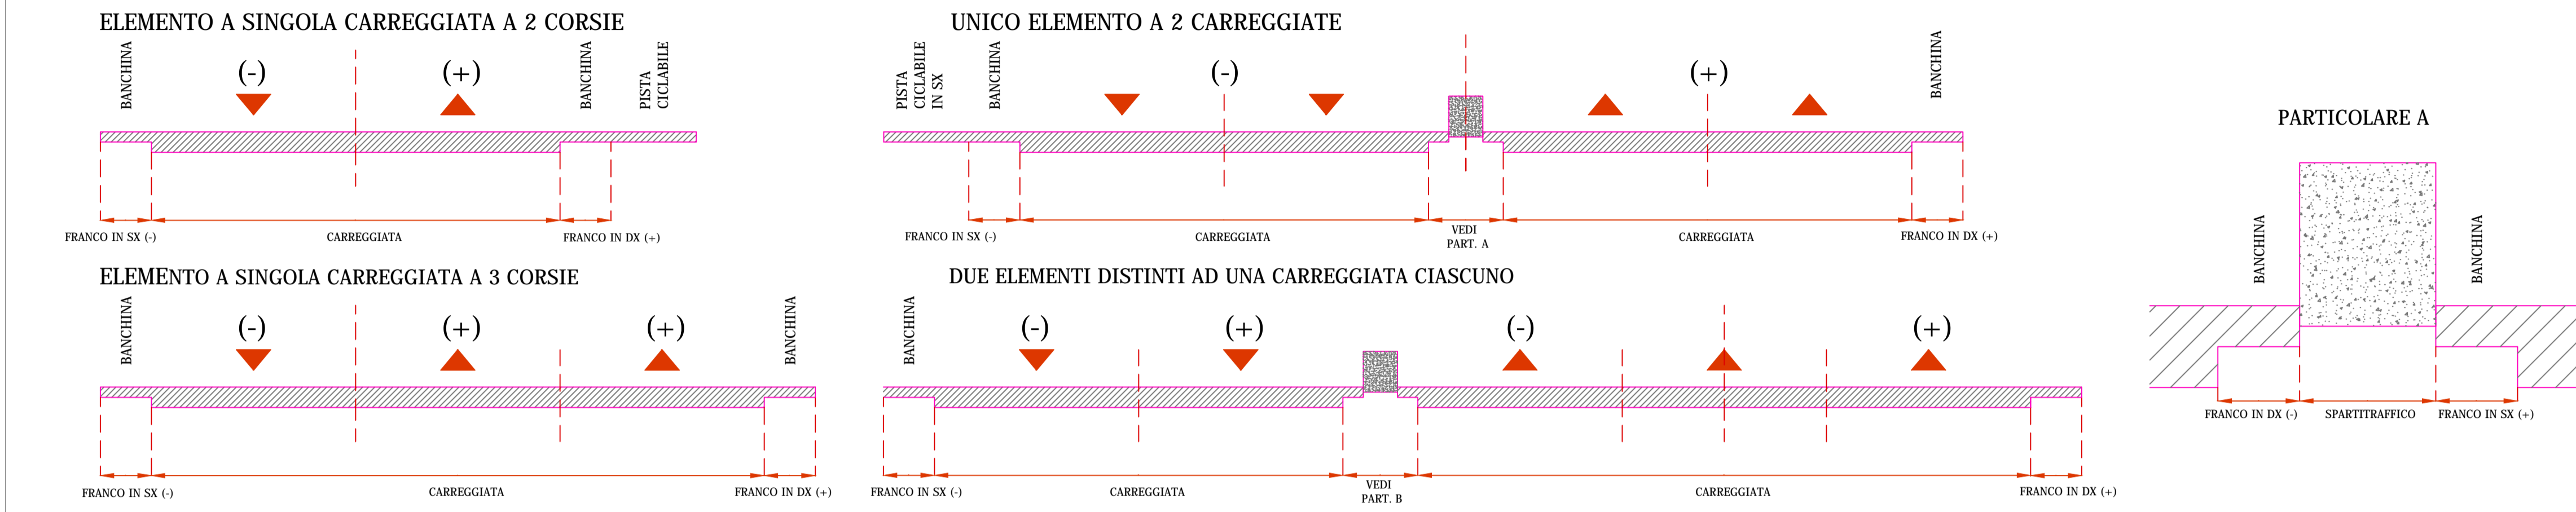 ELEMENTO A SINGOLA CARREGGIATA A 2 CORSIE
BANCHINA
(-)
(+)
BANCHINA
PISTA
CICLABILE
FRANCO IN SX (-)
CARREGGIATA
FRANCO IN DX (+)
UNICO ELEMENTO A 2 CARREGGIATE
PISTA
CICLABILE
IN SX
BANCHINA
(-)
(+)
BANCHINA
FRANCO IN SX (-)
CARREGGIATA
VEDI
PART. A
CARREGGIATA
FRANCO IN DX (+)
ELEMENTO A SINGOLA CARREGGIATA A 3 CORSIE
BANCHINA
(-)
(+)
(+)
BANCHINA
FRANCO IN SX (-)
CARREGGIATA
FRANCO IN DX (+)
DUE ELEMENTI DISTINTI AD UNA CARREGGIATA CIASCUNO
BANCHINA
(-)
(+)
(-)
(+)
FRANCO IN SX (-)
CARREGGIATA
VEDI
PART. B
CARREGGIATA
FRANCO IN DX (+)
PARTICOLARE A
BANCHINA
BANCHINA
FRANCO IN DX (-)
SPARTITRAFFICO
FRANCO IN SX (+)